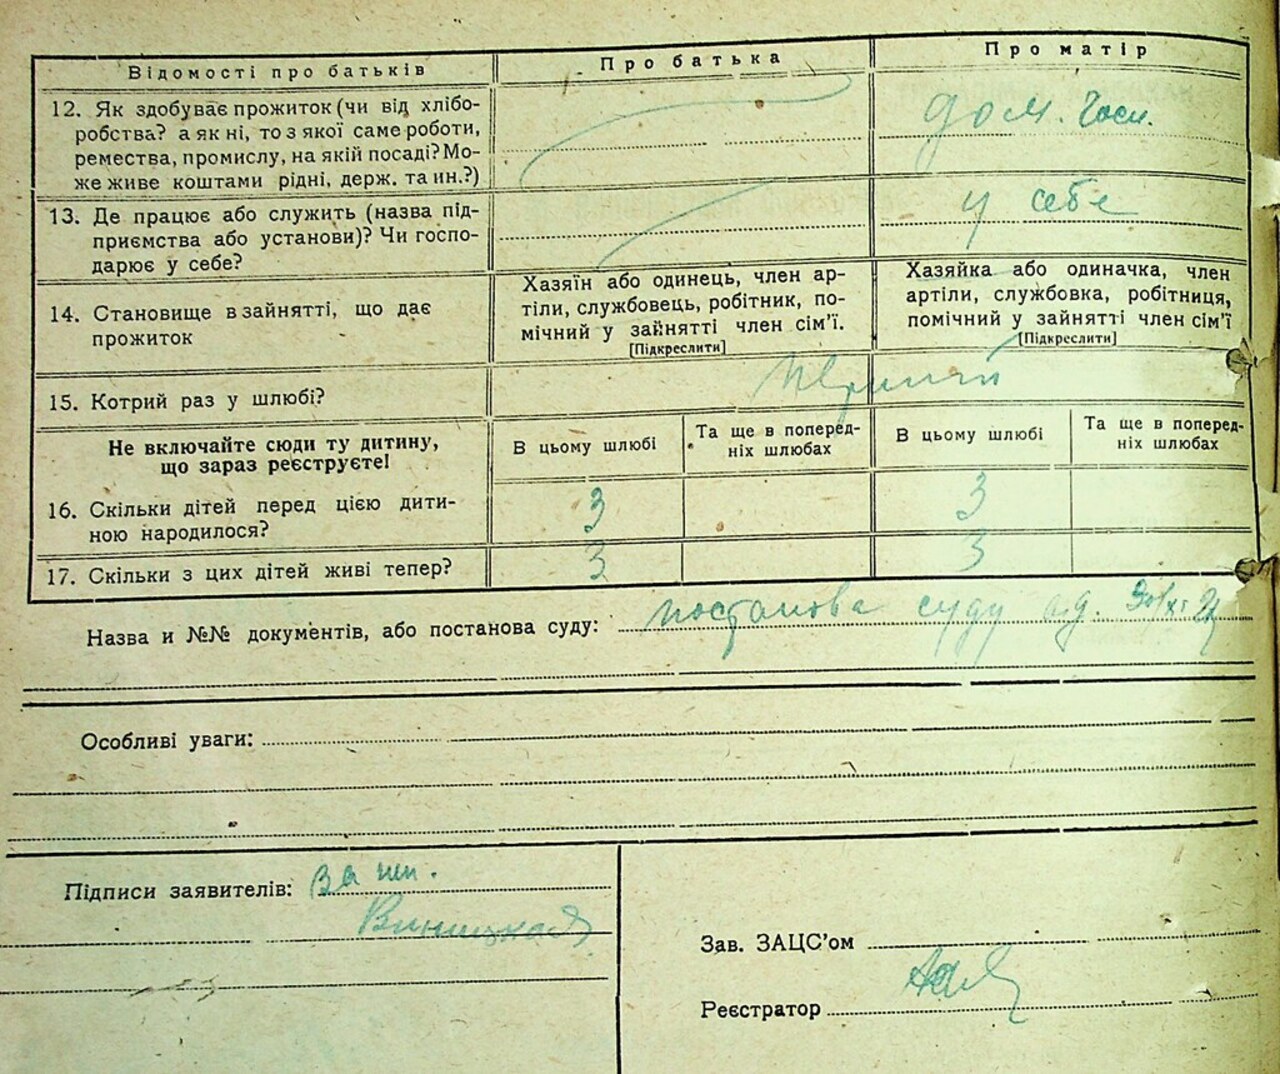 Відомості про батьків
Про батька
Про матір
12. Як здобуває прожиток (чи від хлібо-
робства? а як ні, то з якої саме роботи,
ремества, промислу, на якій посаді? Мо-
же живе коштами рідні, держ. та ин.?)
дом. госп.
13. Де працює або служить (назва під-
приємства або установи)? Чи госпо-
дарює у себе?
у себе
14. Становище в зайнятті, що дає
прожиток
Хазяїн або одинець, член ар-
тіли, службовець, робітник, по-
мічний у зайнятті член сім'ї.
[Підкреслити]
Хазяйка або одиначка, член
артіли, службовка, робітниця,
помічний у зайнятті член сім'ї
[Підкреслити]
15. Котрий раз у шлюбі?
Не включайте сюди ту дитину,
що зараз реєструєте!
В цьому шлюбі
Та ще в поперед-
ніх шлюбах
В цьому шлюбі
Та ще в поперед-
ніх шлюбах
16. Скільки дітей перед цією дити-
ною народилося?
3
3
17. Скільки з цих дітей живі тепер?
3
3
Назва и №№ документів, або постанова суду: постанова суду од. 30/XI
Особливі уваги:
Підписи заявителів:
Виницкая
Зав. ЗАЦС'ом
Реєстратор